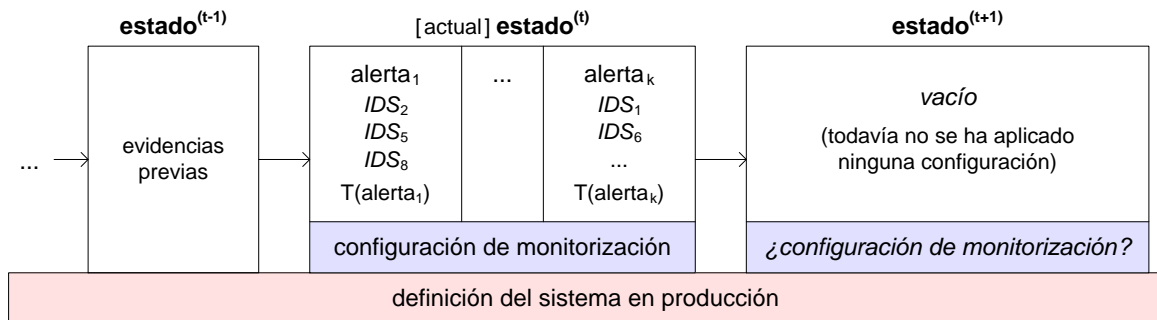 estado(t-1)
[actual] estado(t)
estado(t+1)
...
evidencias
previas
alerta1
IDS2
IDS5
IDS8
T(alerta1)
...
alertak
IDS1
IDS6
...
T(alertak)
vacío
(todavía no se ha aplicado
ninguna configuración)
configuración de monitorización
¿configuración de monitorización?
definición del sistema en producción